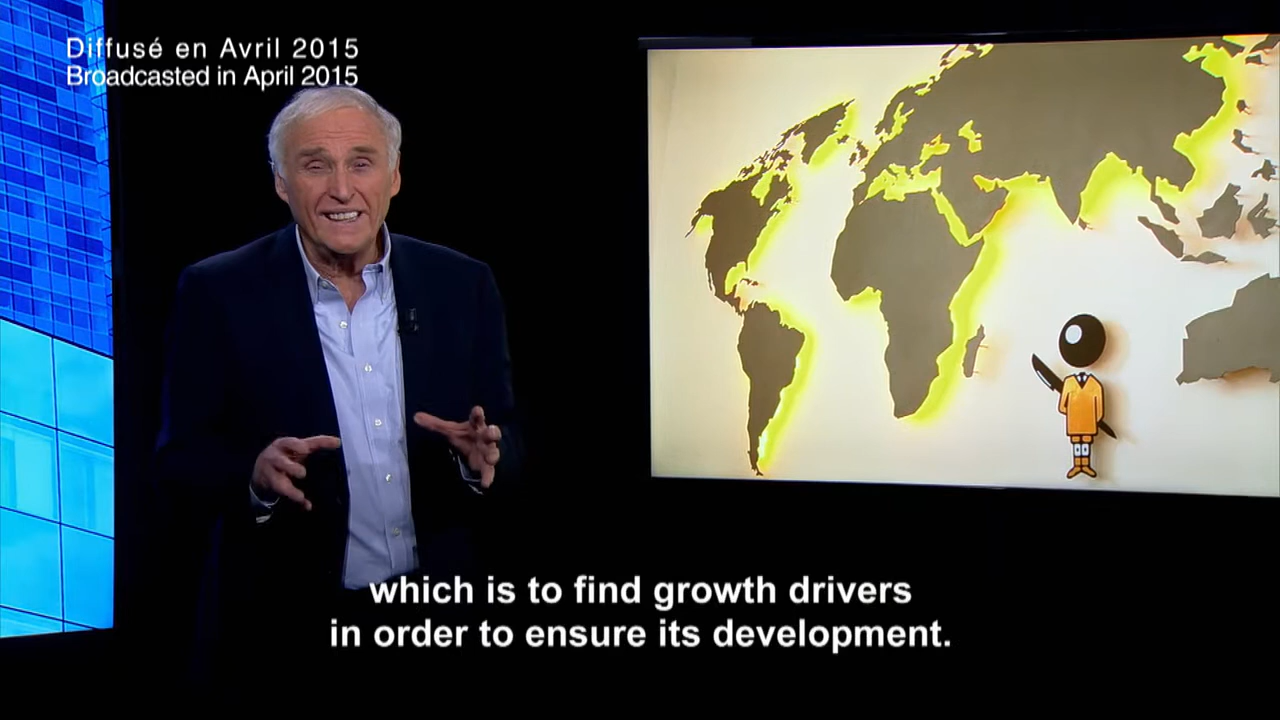 Diffusé en Avril 2015
Broadcasted in April 2015
which is to find growth drivers
in order to ensure its development.